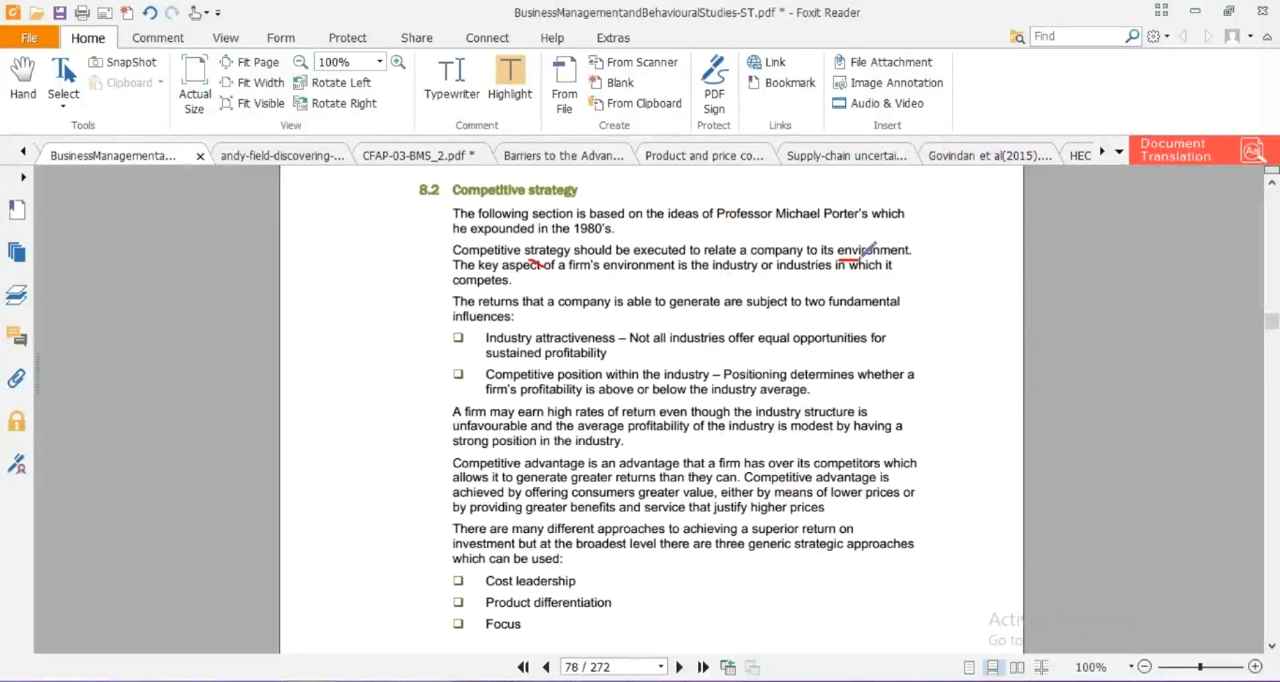 BusinessManagementandBehaviouralStudies-ST.pdf * - Foxit Reader
File Home Comment View Form Protect Share Connect Help Extras Find
Hand Select SnapShot Clipboard
Actual Size Fit Page Fit Width Fit Visible 100% Rotate Left Rotate Right
Typewriter Highlight
From File From Scanner Blank From Clipboard
PDF Sign
Link Bookmark
File Attachment Image Annotation Audio & Video
Tools View Comment Create Protect Links Insert
BusinessManagementa... andy-field-discovering-... CFAP-03-BMS_2.pdf * Barriers to the Advan... Product and price co... Supply-chain uncertai... Govindan et al(2015).... HEC
Document Translation
8.2 Competitive strategy
The following section is based on the ideas of Professor Michael Porter's which
he expounded in the 1980's.
Competitive strategy should be executed to relate a company to its environment.
The key aspect of a firm's environment is the industry or industries in which it
competes.
The returns that a company is able to generate are subject to two fundamental
influences:
Industry attractiveness – Not all industries offer equal opportunities for
sustained profitability
Competitive position within the industry – Positioning determines whether a
firm's profitability is above or below the industry average.
A firm may earn high rates of return even though the industry structure is
unfavourable and the average profitability of the industry is modest by having a
strong position in the industry.
Competitive advantage is an advantage that a firm has over its competitors which
allows it to generate greater returns than they can. Competitive advantage is
achieved by offering consumers greater value, either by means of lower prices or
by providing greater benefits and service that justify higher prices
There are many different approaches to achieving a superior return on
investment but at the broadest level there are three generic strategic approaches
which can be used:
Cost leadership
Product differentiation
Focus
Go to
78 / 272
100%